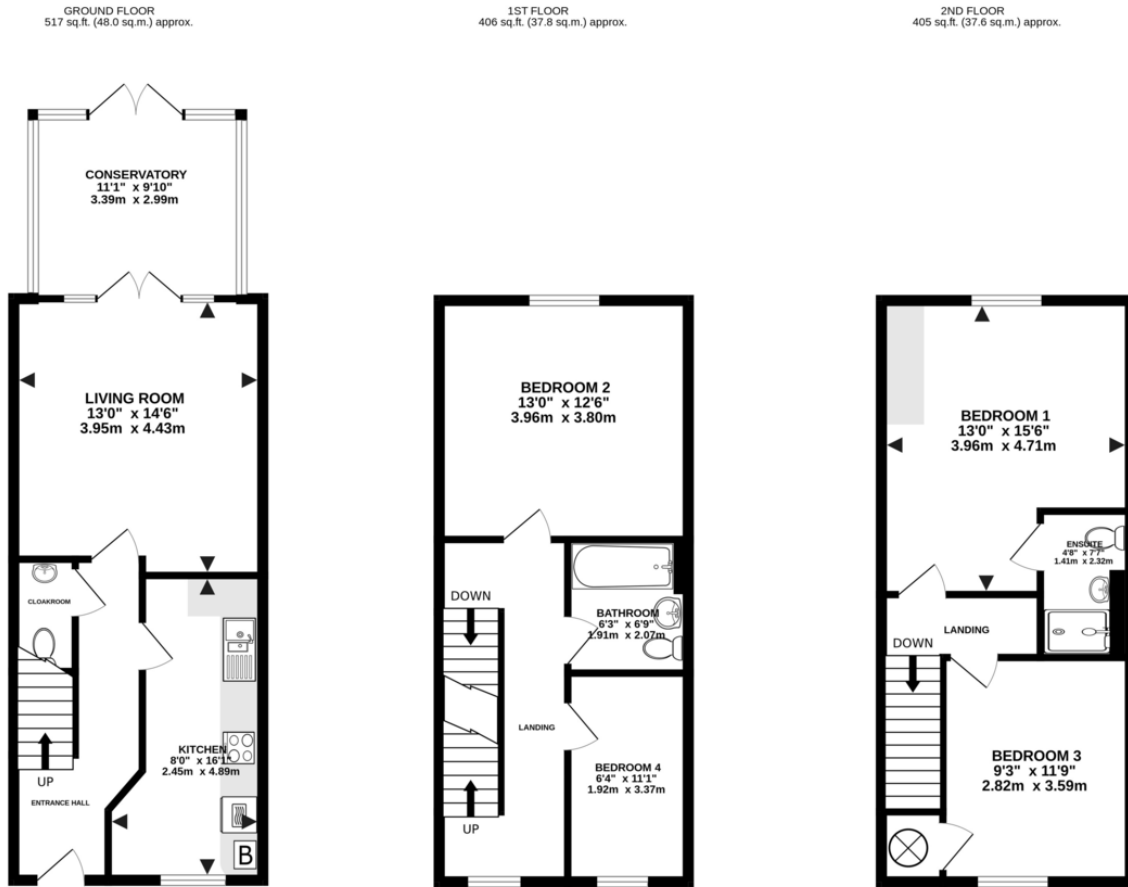 GROUND FLOOR
517 sq.ft. (48.0 sq.m.) approx.
CONSERVATORY
11'1" x 9'10"
3.39m x 2.99m
LIVING ROOM
13'0" x 14'6"
3.95m x 4.43m
CLOAKROOM
KITCHEN
8'0" x 16'1"
2.45m x 4.89m
UP
ENTRANCE HALL
B
1ST FLOOR
406 sq.ft. (37.8 sq.m.) approx.
BEDROOM 2
13'0" x 12'6"
3.96m x 3.80m
DOWN
BATHROOM
6'3" x 6'9"
1.91m x 2.07m
LANDING
BEDROOM 4
6'4" x 11'1"
1.92m x 3.37m
UP
2ND FLOOR
405 sq.ft. (37.6 sq.m.) approx.
BEDROOM 1
13'0" x 15'6"
3.96m x 4.71m
ENSUITE
4'8" x 7'7"
1.41m x 2.32m
LANDING
DOWN
BEDROOM 3
9'3" x 11'9"
2.82m x 3.59m